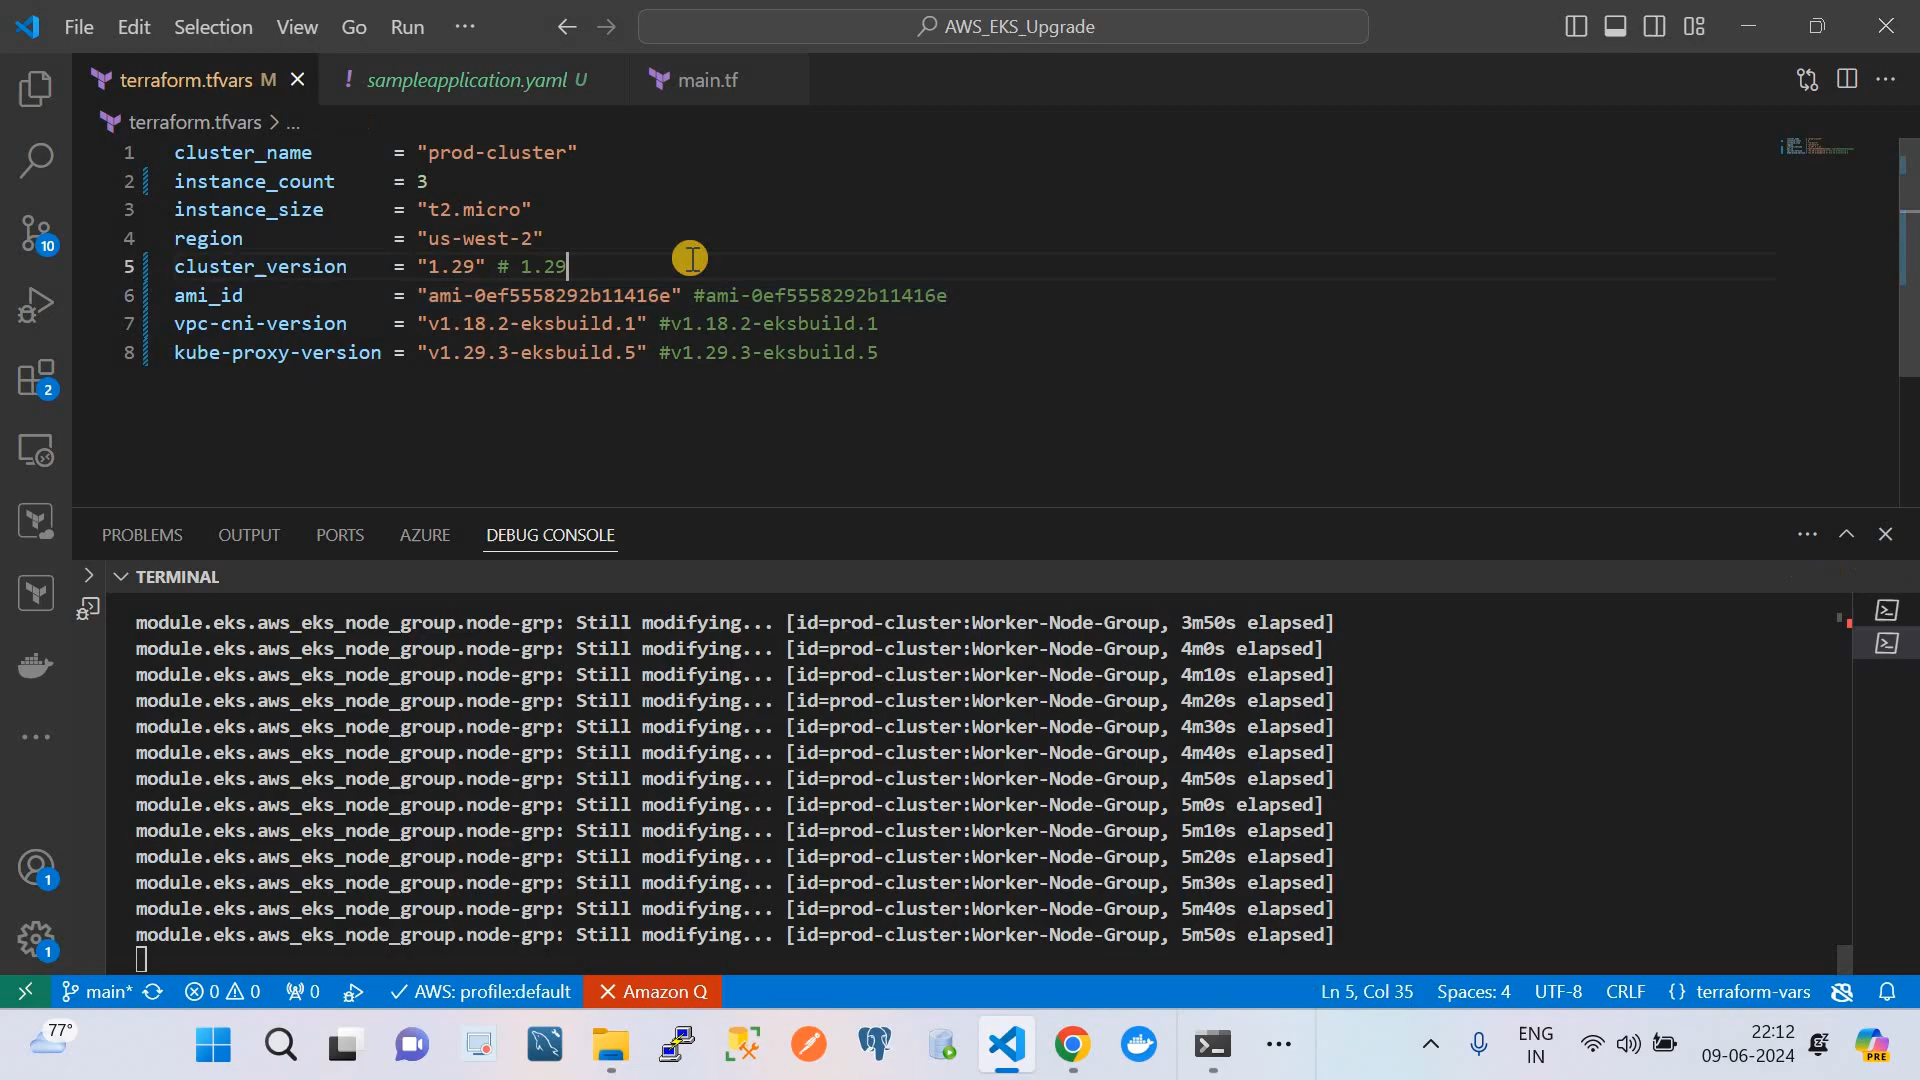 File Edit Selection View Go Run ···
AWS_EKS_Upgrade
terraform.tfvars M
! sampleapplication.yaml U
main.tf
terraform.tfvars > ...
1 cluster_name = "prod-cluster"
2 instance_count = 3
3 instance_size = "t2.micro"
4 region = "us-west-2"
5 cluster_version = "1.29" # 1.29
6 ami_id = "ami-0ef5558292b11416e" #ami-0ef5558292b11416e
7 vpc-cni-version = "v1.18.2-eksbuild.1" #v1.18.2-eksbuild.1
8 kube-proxy-version = "v1.29.3-eksbuild.5" #v1.29.3-eksbuild.5
10
2
PROBLEMS OUTPUT PORTS AZURE DEBUG CONSOLE
TERMINAL
module.eks.aws_eks_node_group.node-grp: Still modifying... [id=prod-cluster:Worker-Node-Group, 3m50s elapsed]
module.eks.aws_eks_node_group.node-grp: Still modifying... [id=prod-cluster:Worker-Node-Group, 4m0s elapsed]
module.eks.aws_eks_node_group.node-grp: Still modifying... [id=prod-cluster:Worker-Node-Group, 4m10s elapsed]
module.eks.aws_eks_node_group.node-grp: Still modifying... [id=prod-cluster:Worker-Node-Group, 4m20s elapsed]
module.eks.aws_eks_node_group.node-grp: Still modifying... [id=prod-cluster:Worker-Node-Group, 4m30s elapsed]
module.eks.aws_eks_node_group.node-grp: Still modifying... [id=prod-cluster:Worker-Node-Group, 4m40s elapsed]
module.eks.aws_eks_node_group.node-grp: Still modifying... [id=prod-cluster:Worker-Node-Group, 4m50s elapsed]
module.eks.aws_eks_node_group.node-grp: Still modifying... [id=prod-cluster:Worker-Node-Group, 5m0s elapsed]
module.eks.aws_eks_node_group.node-grp: Still modifying... [id=prod-cluster:Worker-Node-Group, 5m10s elapsed]
module.eks.aws_eks_node_group.node-grp: Still modifying... [id=prod-cluster:Worker-Node-Group, 5m20s elapsed]
module.eks.aws_eks_node_group.node-grp: Still modifying... [id=prod-cluster:Worker-Node-Group, 5m30s elapsed]
module.eks.aws_eks_node_group.node-grp: Still modifying... [id=prod-cluster:Worker-Node-Group, 5m40s elapsed]
module.eks.aws_eks_node_group.node-grp: Still modifying... [id=prod-cluster:Worker-Node-Group, 5m50s elapsed]
1
1
main* 0 0 0 AWS: profile:default Amazon Q Ln 5, Col 35 Spaces: 4 UTF-8 CRLF {} terraform-vars
77°
ENG
IN
22:12
09-06-2024
PRE